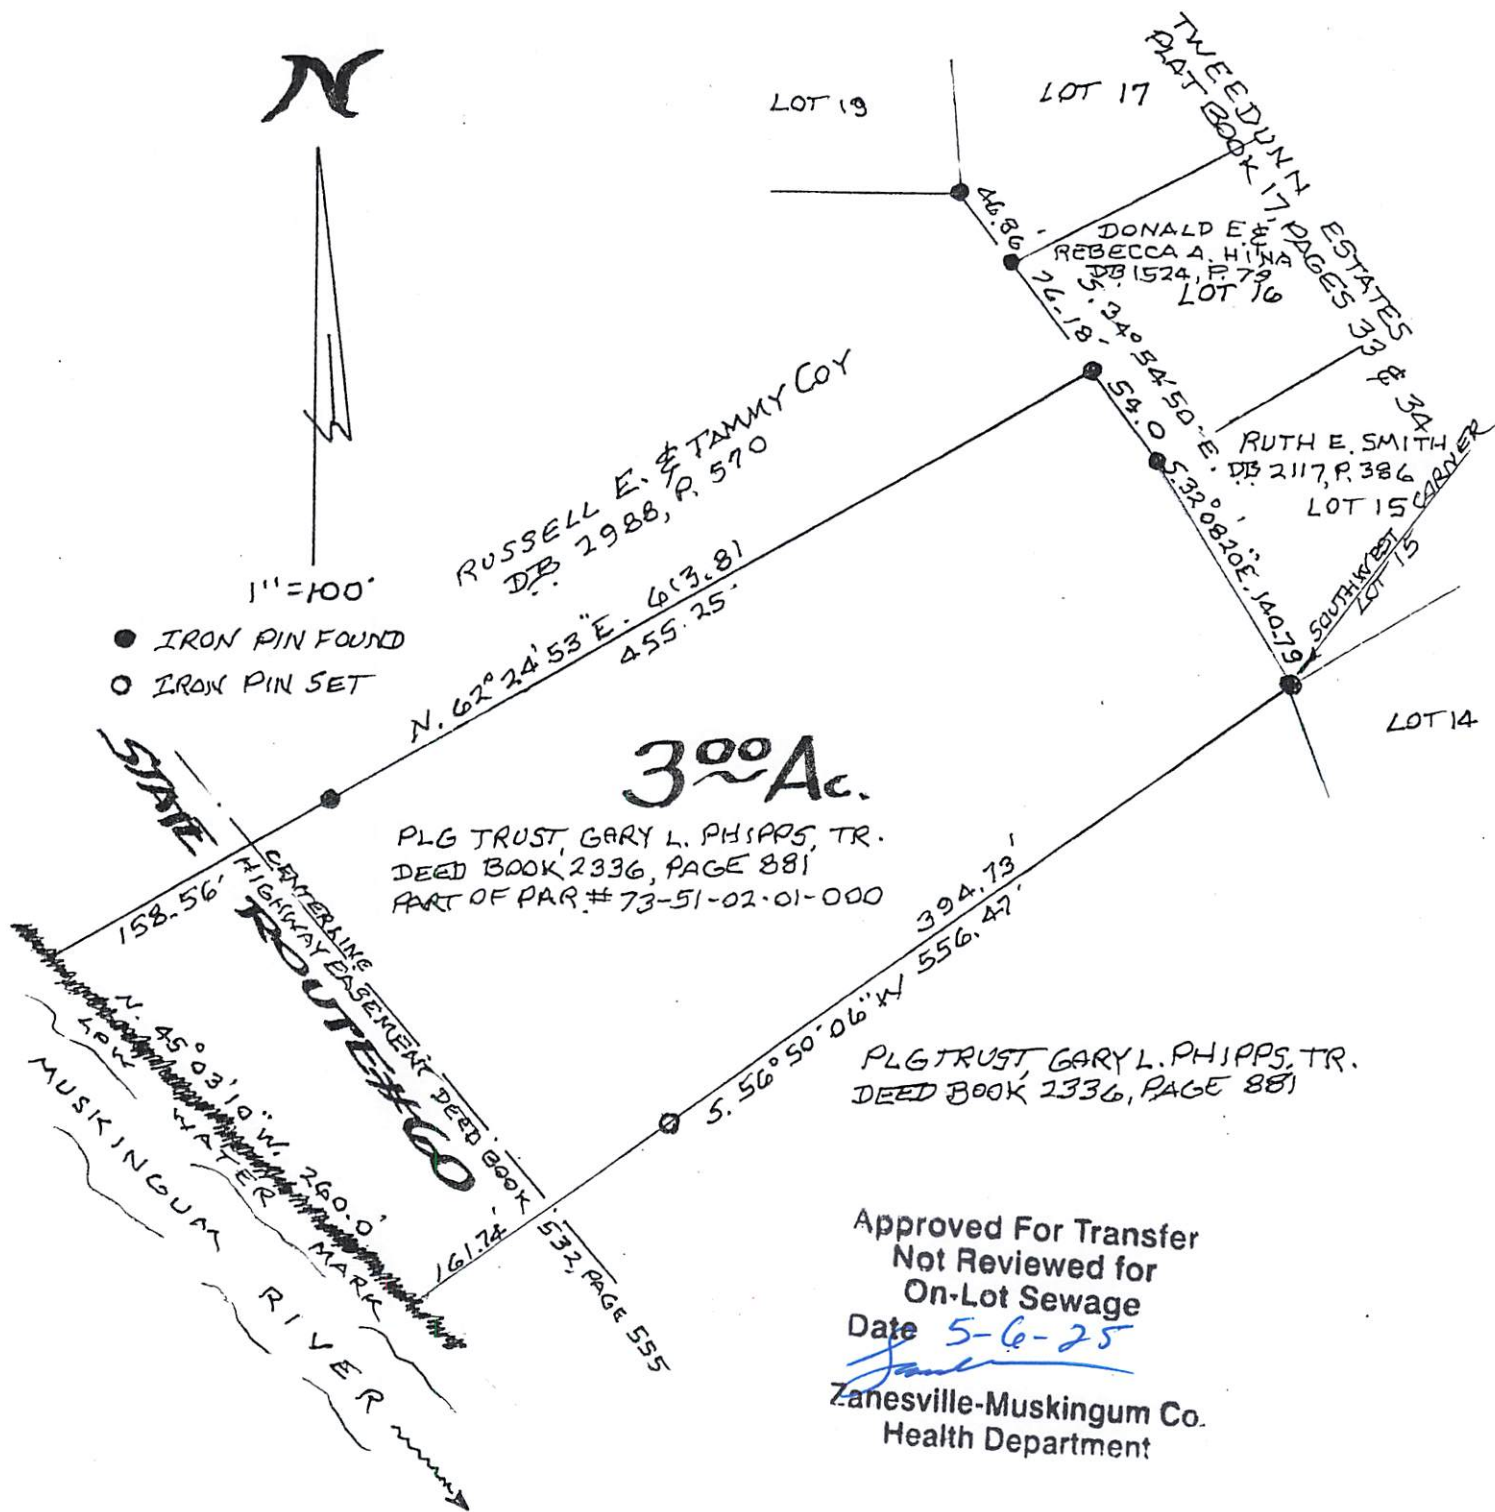 N
1"=100'
IRON PIN FOUND
IRON PIN SET
LOT 19
LOT 17
TWEEDUNN ESTATES
PLAT BOOK 17, PAGES 33 & 34
46.86'
DONALD E. &
REBECCA A. HINA
DB. 1524, P. 79
LOT 16
76.18'
S. 34° 54' 50" E.
54.0
RUTH E. SMITH
DB 2117, P. 386
LOT 15
S. 32° 08' 20" E. 140.79
SOUTHWEST CORNER
LOT 15
LOT 14
RUSSELL E. & TAMMY COY
DB. 2988, P. 570
N. 62° 24' 53" E. 613.81
455.25'
158.56'
3 00 Ac.
PLG TRUST, GARY L. PHIPPS, TR.
DEED BOOK 2336, PAGE 881
PART OF PAR. # 73-51-02-01-000
STATE ROUTE #60
CENTERLINE
HIGHWAY EASEMENT DEED BOOK 532, PAGE 555
394.73'
S. 56° 50' 06" W 556.47'
161.74'
N. 45° 03' 10" W. 260.0'
LOW WATER MARK
MUSKINGUM RIVER
PLG TRUST, GARY L. PHIPPS, TR.
DEED BOOK 2336, PAGE 881
Approved For Transfer
Not Reviewed for
On-Lot Sewage
Date 5-6-25
Zanesville-Muskingum Co.
Health Department